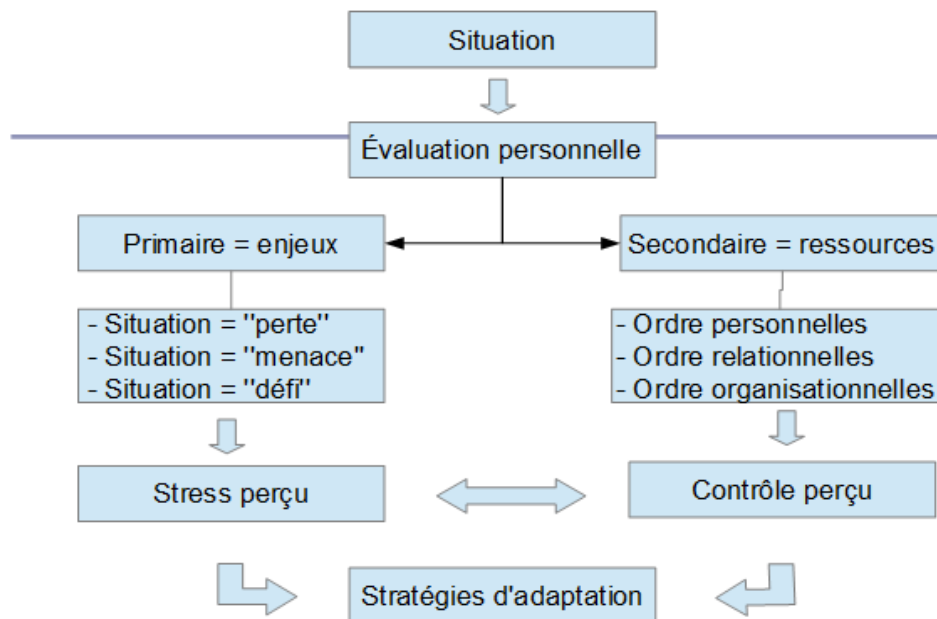 Situation
Évaluation personnelle
Primaire = enjeux
Secondaire = ressources
- Situation = "perte"
- Situation = "menace"
- Situation = "défi"
- Ordre personnelles
- Ordre relationnelles
- Ordre organisationnelles
Stress perçu
Contrôle perçu
Stratégies d'adaptation